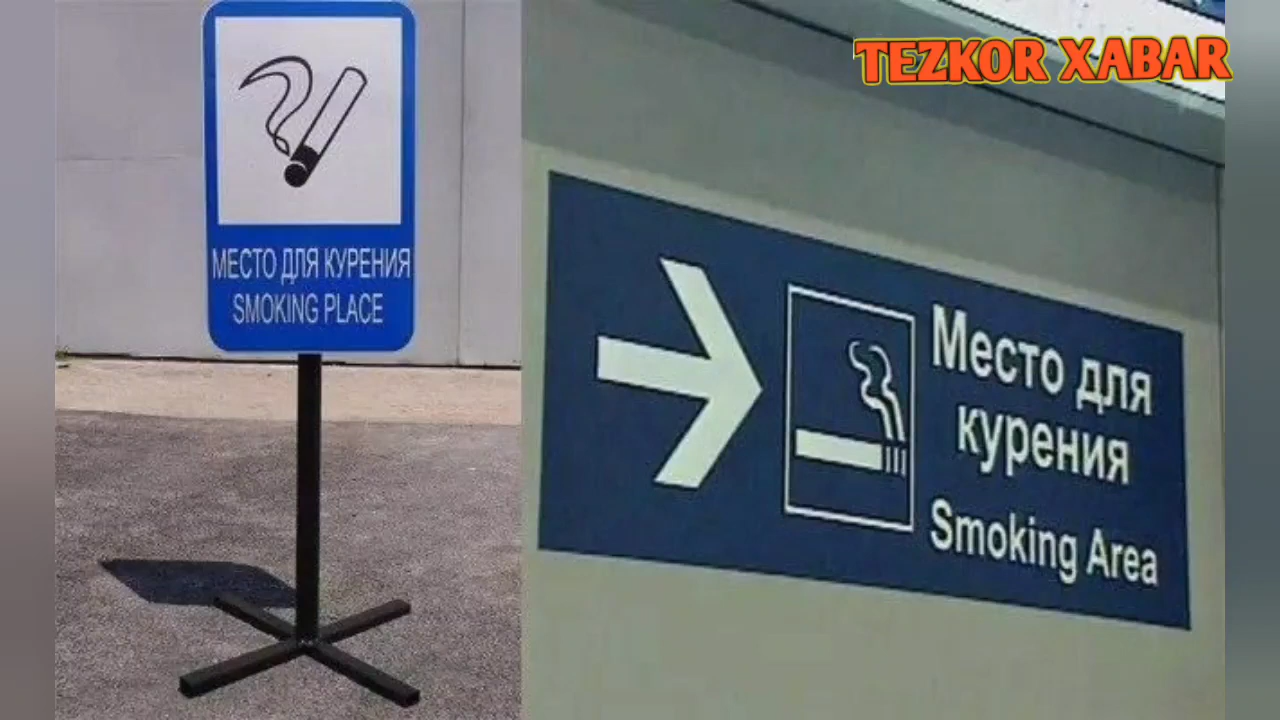 TEZKOR XABAR
МЕСТО ДЛЯ КУРЕНИЯ
SMOKING PLACE
Место для
курения
Smoking Area